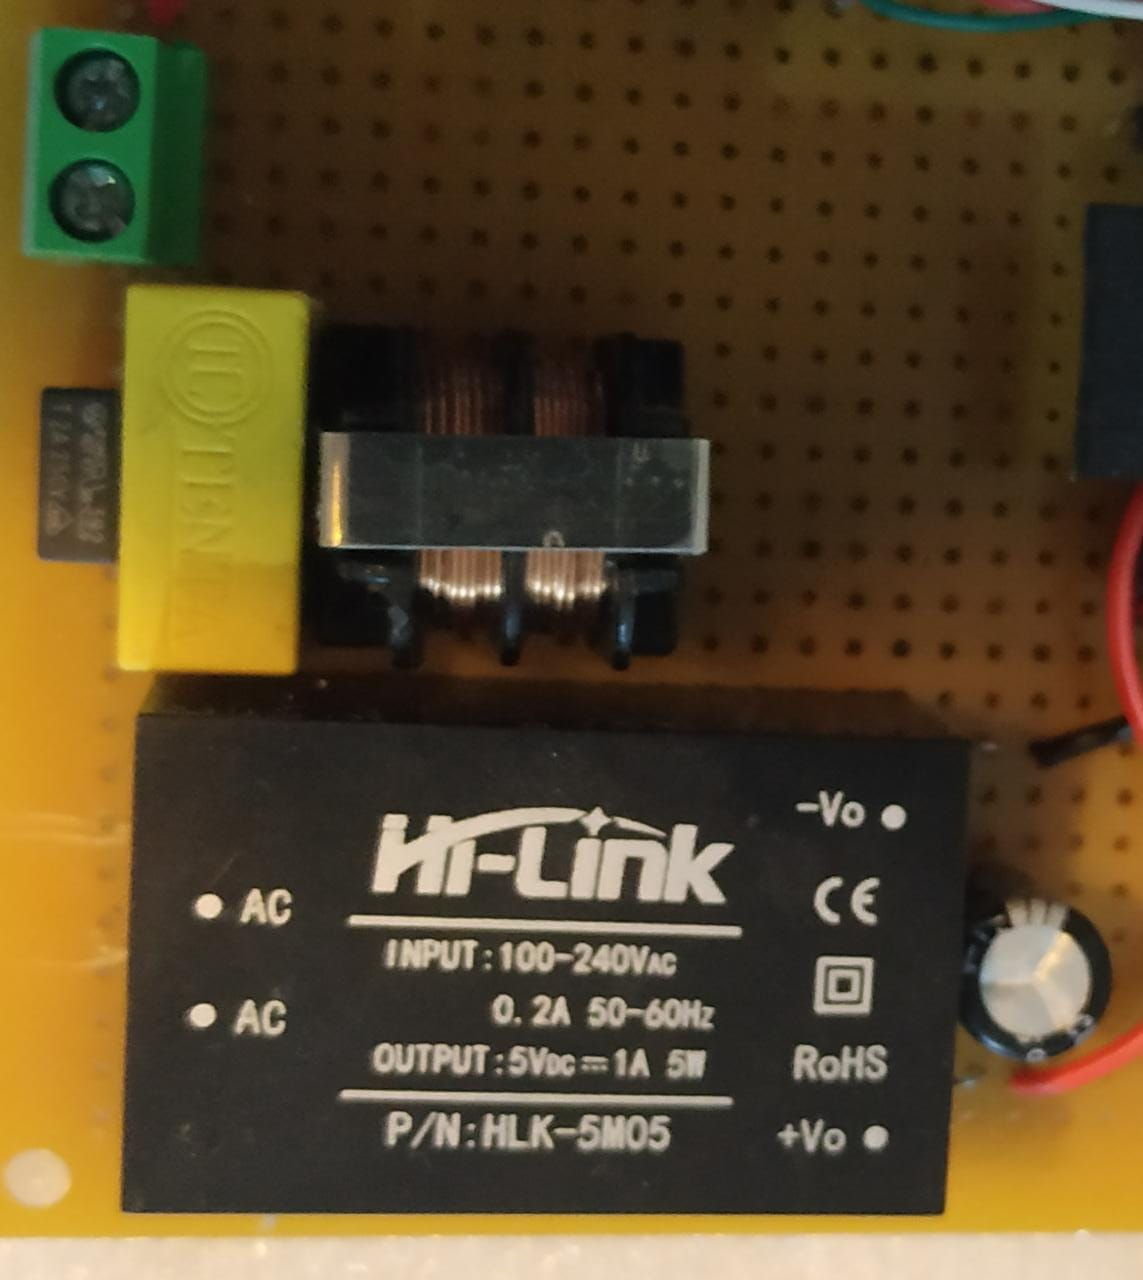 TENTA
Hi-Link
-Vo
CE
AC
INPUT:100-240VAC
AC
0.2A 50-60Hz
OUTPUT:5VDC⎓1A 5W
RoHS
P/N:HLK-5M05
+Vo